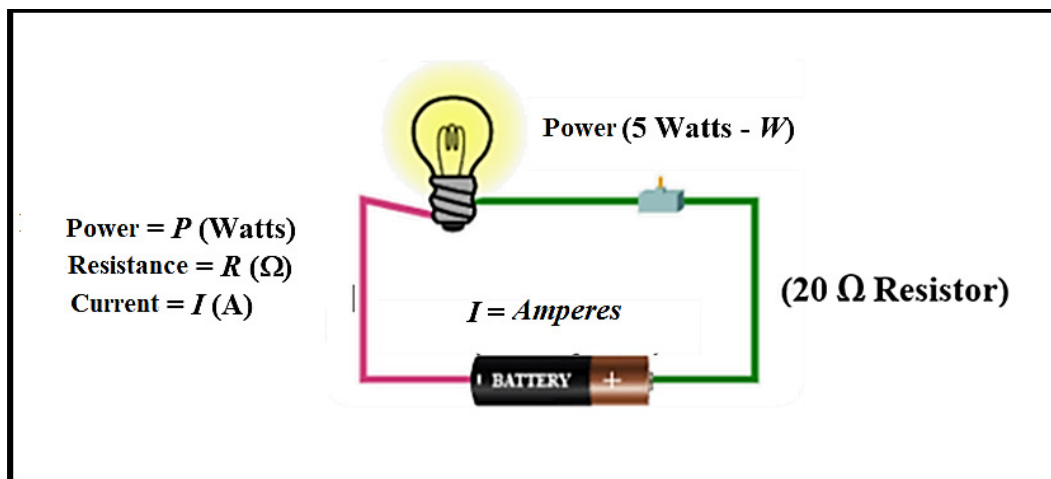 Power (5 Watts - W)
Power = P (Watts)
Resistance = R (Ω)
Current = I (A)
I = Amperes
(20 Ω Resistor)
BATTERY +